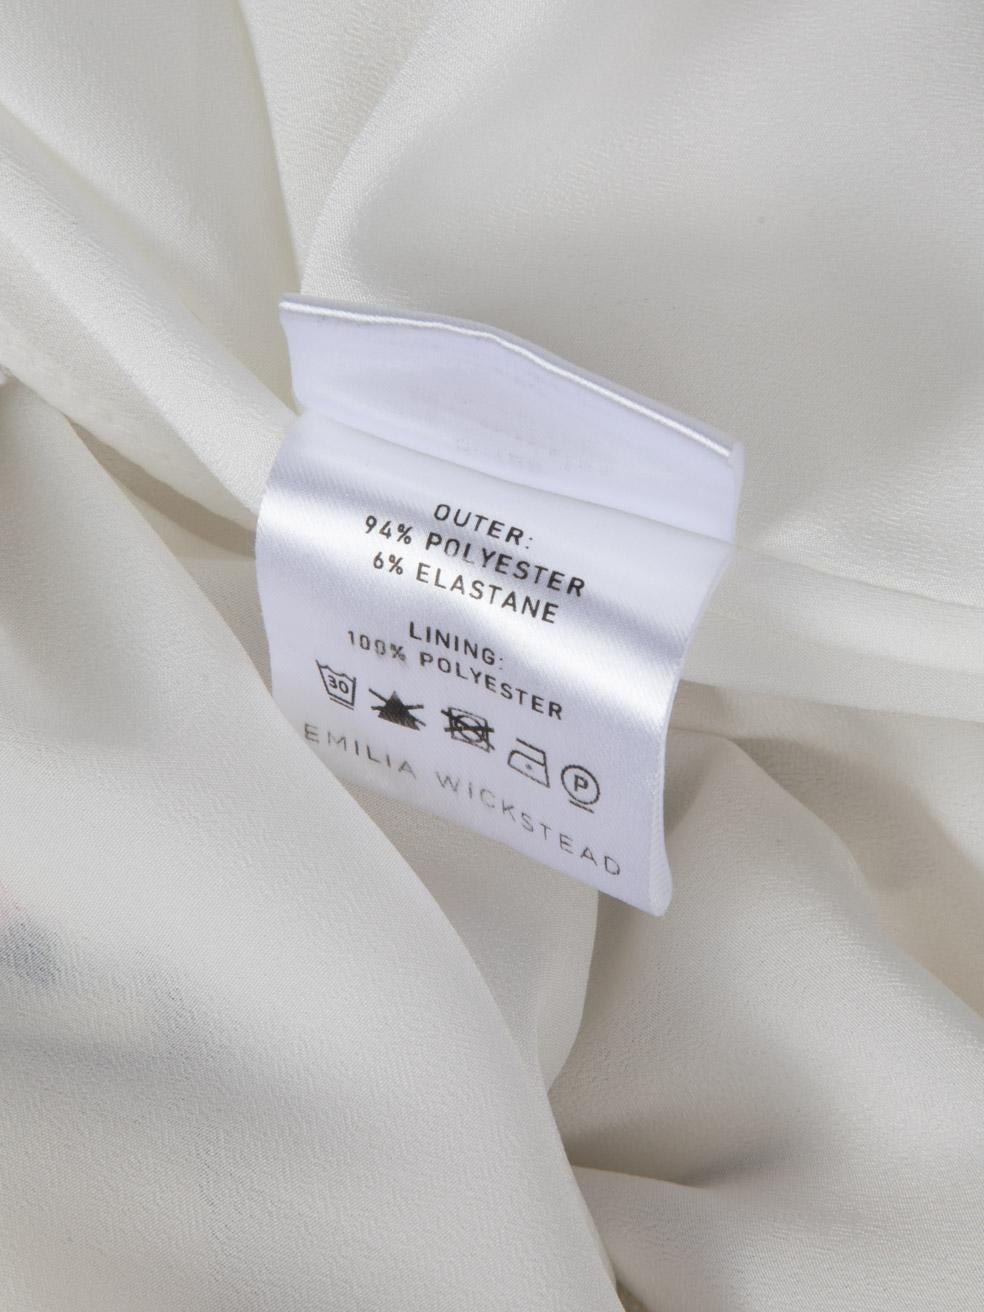 OUTER:
94% POLYESTER
6% ELASTANE
LINING:
100% POLYESTER
30
P
EMILIA WICKSTEAD